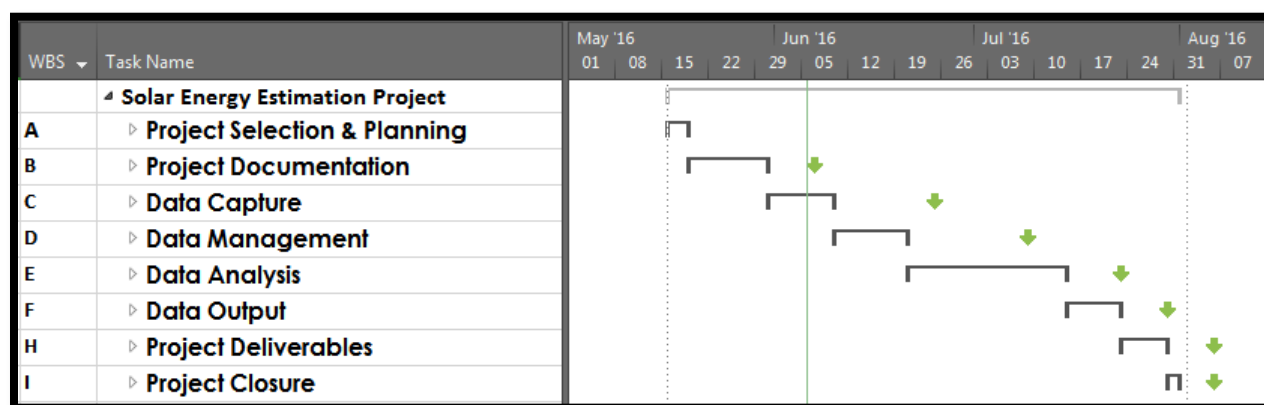 May '16 Jun '16 Jul '16 Aug '16
WBS Task Name 01 08 15 22 29 05 12 19 26 03 10 17 24 31 07
Solar Energy Estimation Project
A Project Selection & Planning
B Project Documentation
C Data Capture
D Data Management
E Data Analysis
F Data Output
H Project Deliverables
I Project Closure